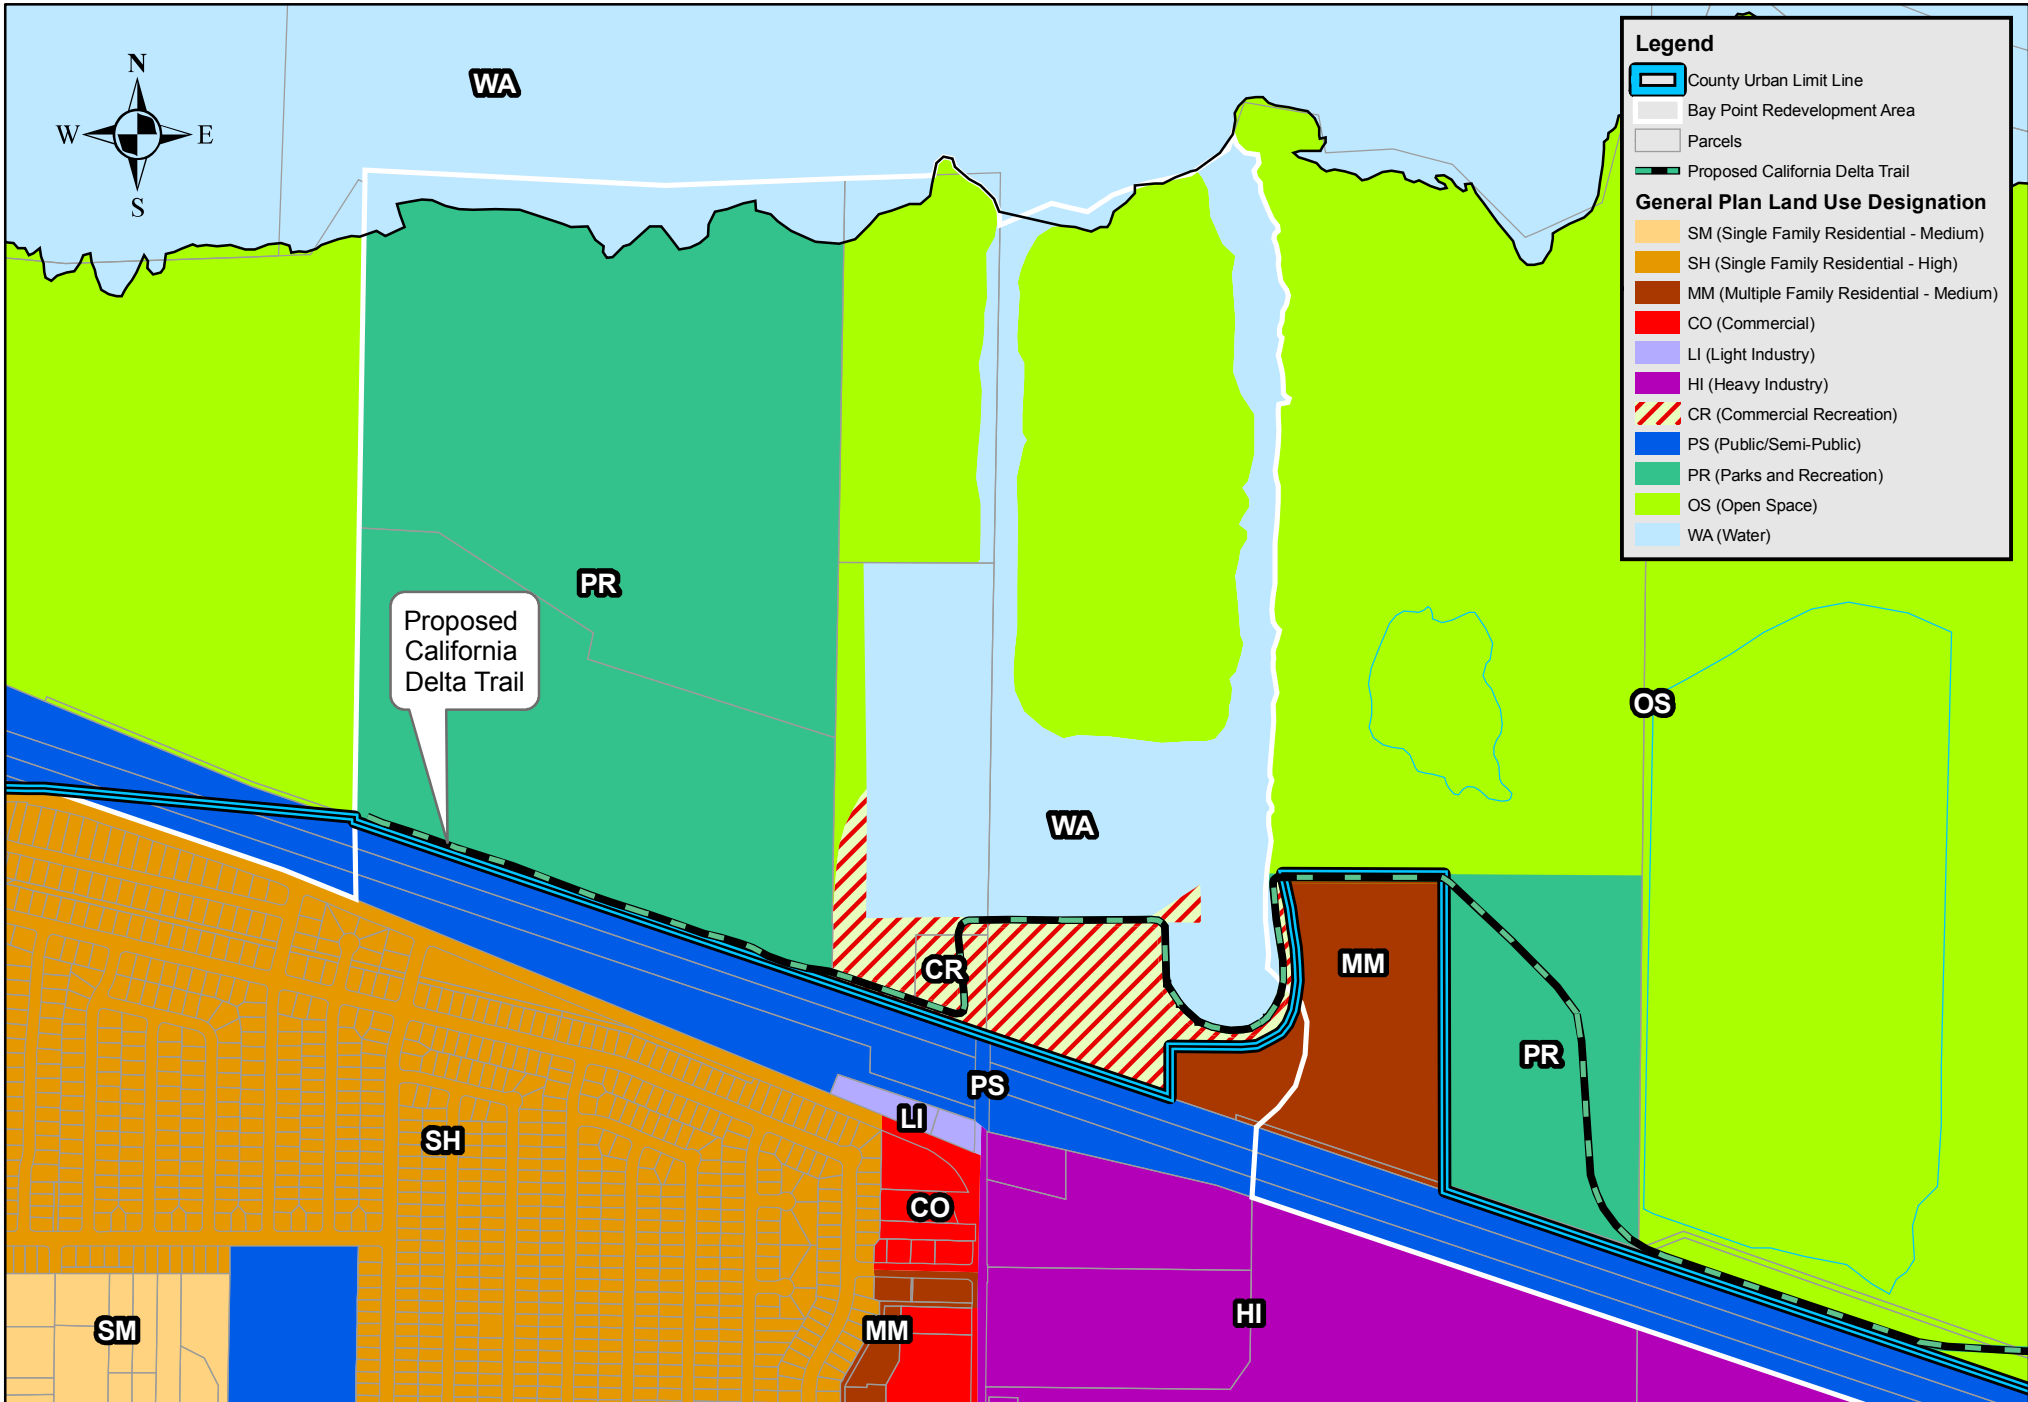 N
W E
S
WA
Legend
County Urban Limit Line
Bay Point Redevelopment Area
Parcels
Proposed California Delta Trail
General Plan Land Use Designation
SM (Single Family Residential - Medium)
SH (Single Family Residential - High)
MM (Multiple Family Residential - Medium)
CO (Commercial)
LI (Light Industry)
HI (Heavy Industry)
CR (Commercial Recreation)
PS (Public/Semi-Public)
PR (Parks and Recreation)
OS (Open Space)
WA (Water)
PR
Proposed
California
Delta Trail
OS
WA
CR
MM
PR
PS
LI
SH
CO
HI
SM
MM